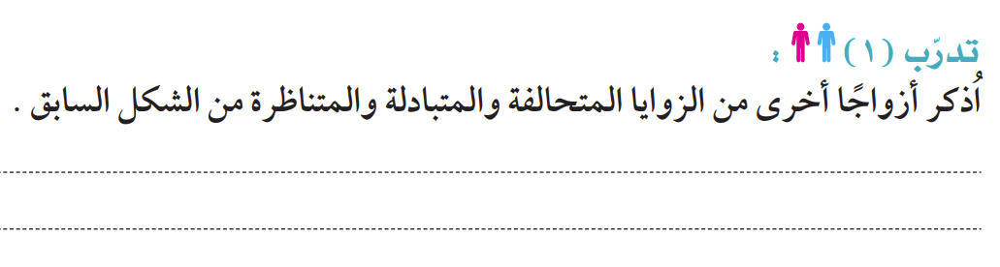 تدرّب (١) :
اُذكر أزواجًا أخرى من الزوايا المتحالفة والمتبادلة والمتناظرة من الشكل السابق .